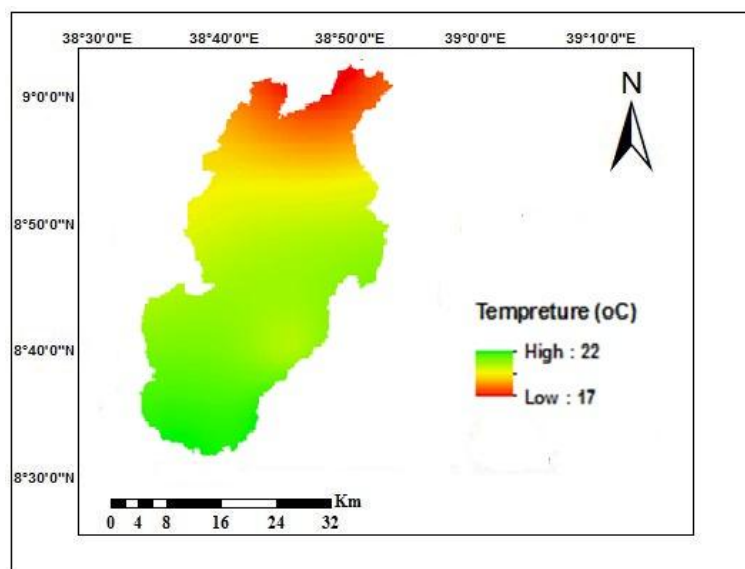 38°30'0"E 38°40'0"E 38°50'0"E 39°0'0"E 39°10'0"E
9°0'0"N
N
8°50'0"N
Tempreture (oC)
High : 22
8°40'0"N
Low : 17
8°30'0"N
Km
0 4 8 16 24 32